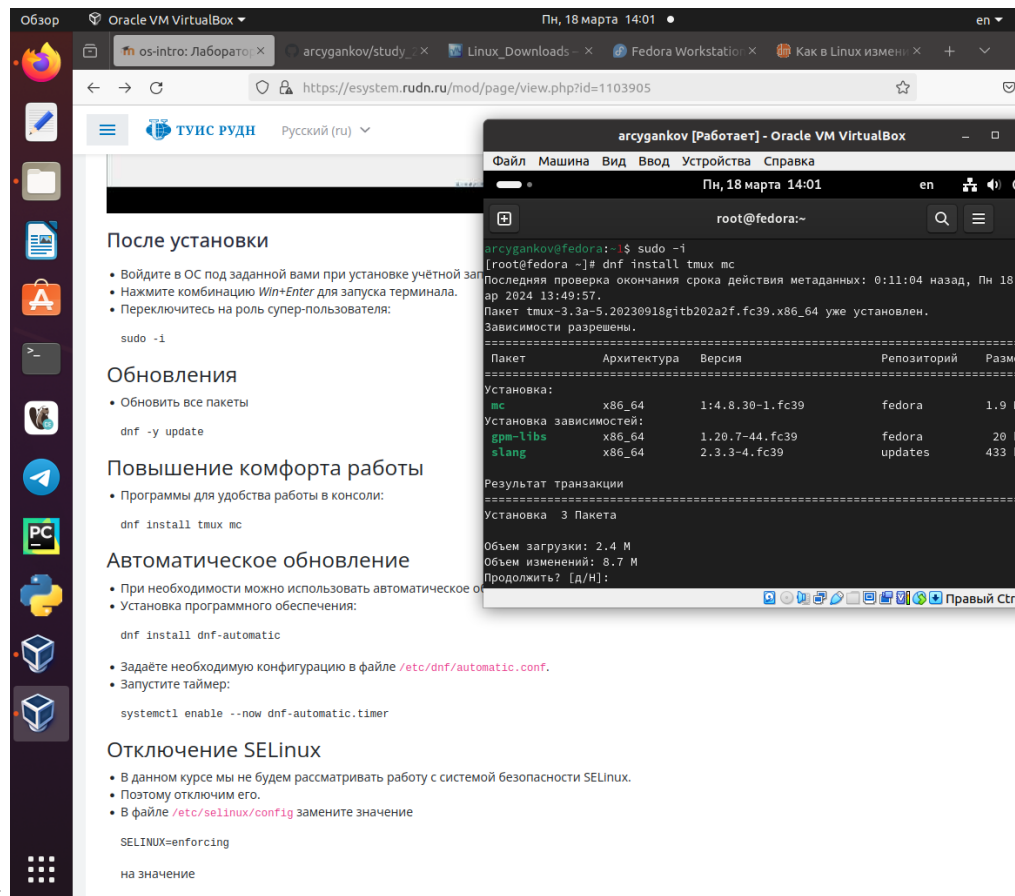 Обзор Oracle VM VirtualBox Пн, 18 марта 14:01 en
os-intro: Лаборатор arcygankov/study_2 Linux_Downloads – Fedora Workstation Как в Linux измени
https://esystem.rudn.ru/mod/page/view.php?id=1103905
ТУИС РУДН Русский (ru)
После установки
Войдите в ОС под заданной вами при установке учётной зап
Нажмите комбинацию Win+Enter для запуска терминала.
Переключитесь на роль супер-пользователя:
sudo -i
Обновления
Обновить все пакеты
dnf -y update
Повышение комфорта работы
Программы для удобства работы в консоли:
dnf install tmux mc
Автоматическое обновление
При необходимости можно использовать автоматическое об
Установка программного обеспечения:
dnf install dnf-automatic
Задаёте необходимую конфигурацию в файле /etc/dnf/automatic.conf.
Запустите таймер:
systemctl enable --now dnf-automatic.timer
Отключение SELinux
В данном курсе мы не будем рассматривать работу с системой безопасности SELinux.
Поэтому отключим его.
В файле /etc/selinux/config замените значение
SELINUX=enforcing
на значение
arcygankov [Работает] - Oracle VM VirtualBox
Файл Машина Вид Ввод Устройства Справка
Пн, 18 марта 14:01 en
root@fedora:~
arcygankov@fedora:~$ sudo -i
[root@fedora ~]# dnf install tmux mc
Последняя проверка окончания срока действия метаданных: 0:11:04 назад, Пн 18
ар 2024 13:49:57.
Пакет tmux-3.3a-5.20230918gitb202a2f.fc39.x86_64 уже установлен.
Зависимости разрешены.
================================================================
Пакет Архитектура Версия Репозиторий Разм
================================================================
Установка:
mc x86_64 1:4.8.30-1.fc39 fedora 1.9
Установка зависимостей:
gpm-libs x86_64 1.20.7-44.fc39 fedora 20
slang x86_64 2.3.3-4.fc39 updates 433
Результат транзакции
================================================================
Установка 3 Пакета
Объем загрузки: 2.4 M
Объем изменений: 8.7 M
Продолжить? [д/Н]:
Правый Ctr
PC